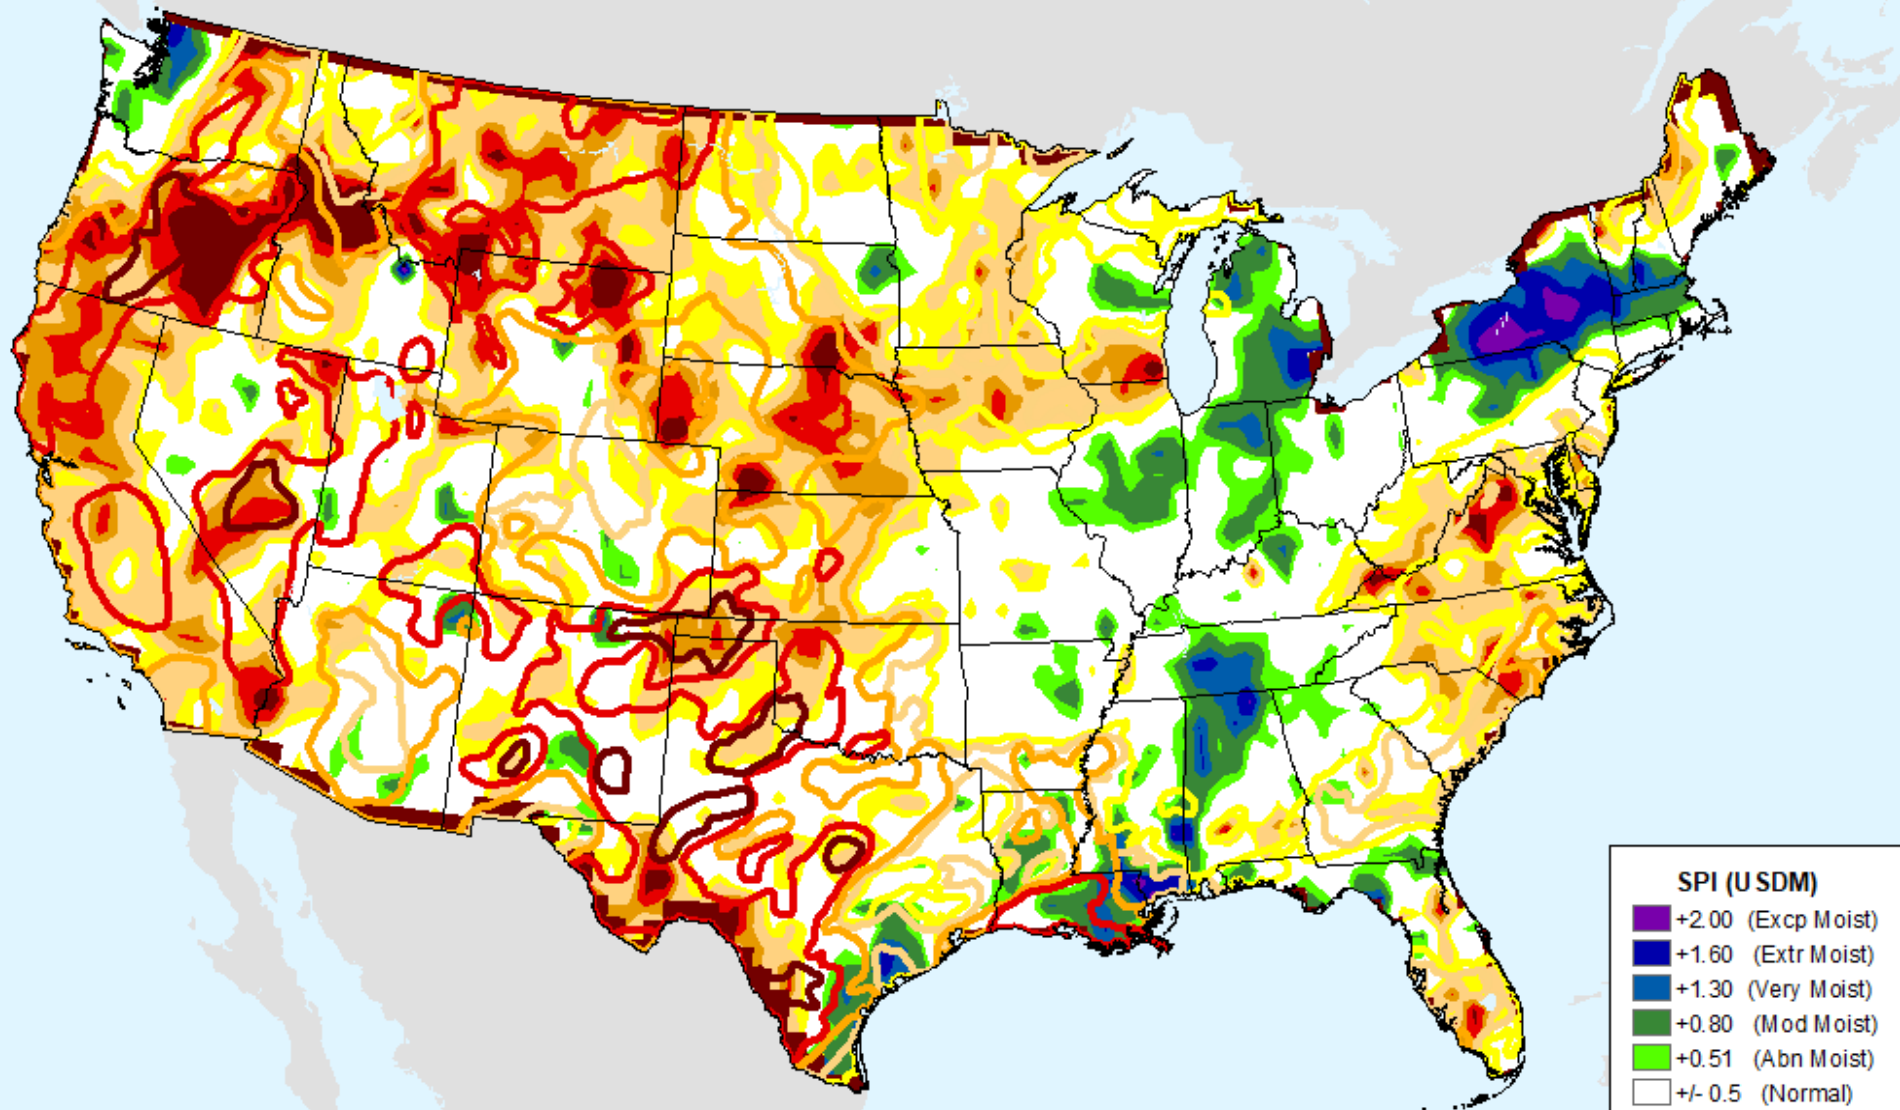 SPI (USDM)
+2.00 (Excp Moist)
+1.60 (Extr Moist)
+1.30 (Very Moist)
+0.80 (Mod Moist)
+0.51 (Abn Moist)
+/- 0.5 (Normal)